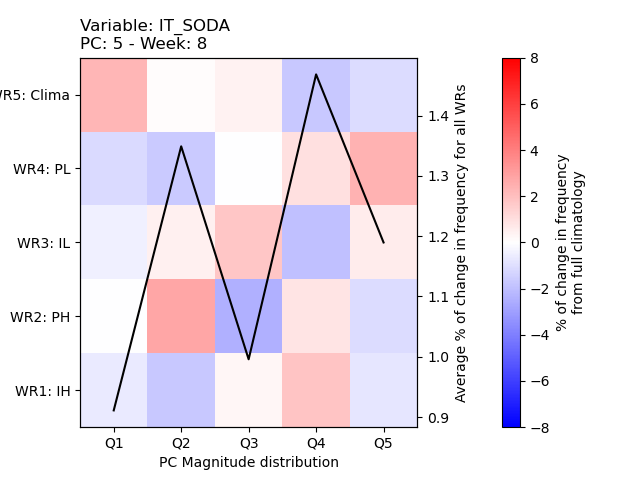 Variable: IT_SODA
PC: 5 - Week: 8
R5: Clima
WR4: PL
WR3: IL
WR2: PH
WR1: IH
Q1 Q2 Q3 Q4 Q5
PC Magnitude distribution
1.4
1.3
1.2
1.1
1.0
0.9
Average % of change in frequency for all WRs
8
6
4
2
0
−2
−4
−6
−8
% of change in frequency
from full climatology